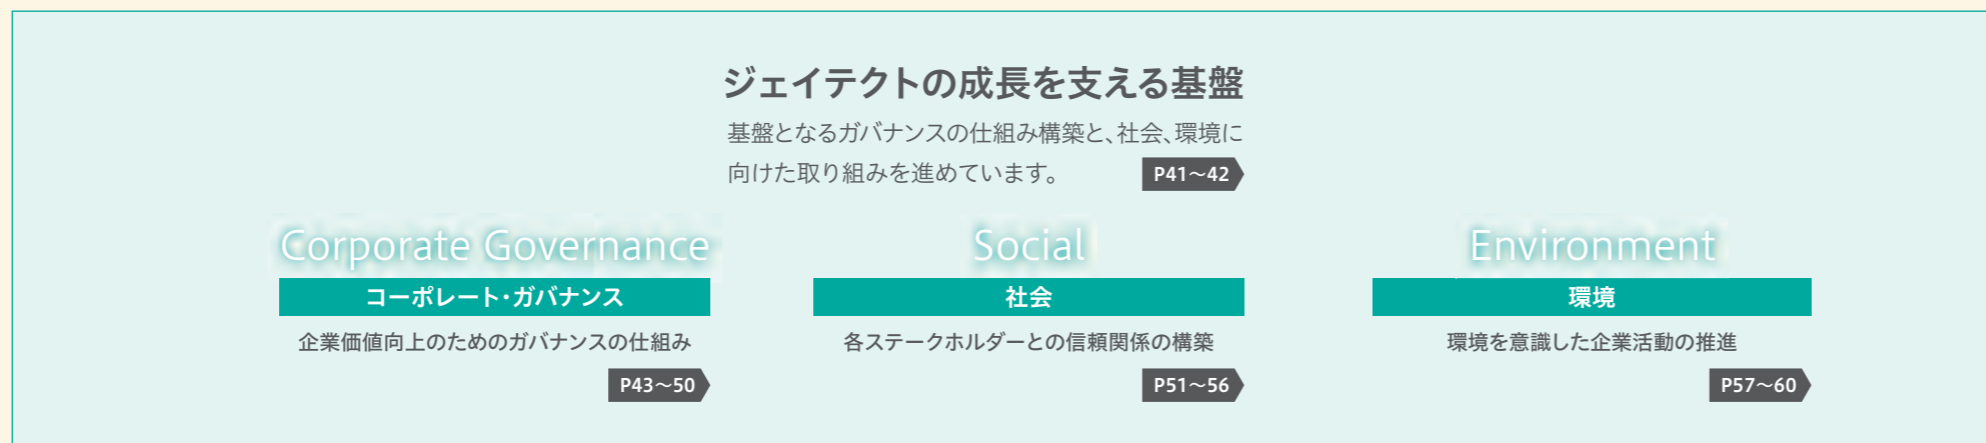 ジェイテクトの成長を支える基盤
基盤となるガバナンスの仕組み構築と、社会、環境に
向けた取り組みを進めています。 P41〜42
Corporate Governance
コーポレート・ガバナンス
企業価値向上のためのガバナンスの仕組み
P43〜50
Social
社会
各ステークホルダーとの信頼関係の構築
P51〜56
Environment
環境
環境を意識した企業活動の推進
P57〜60